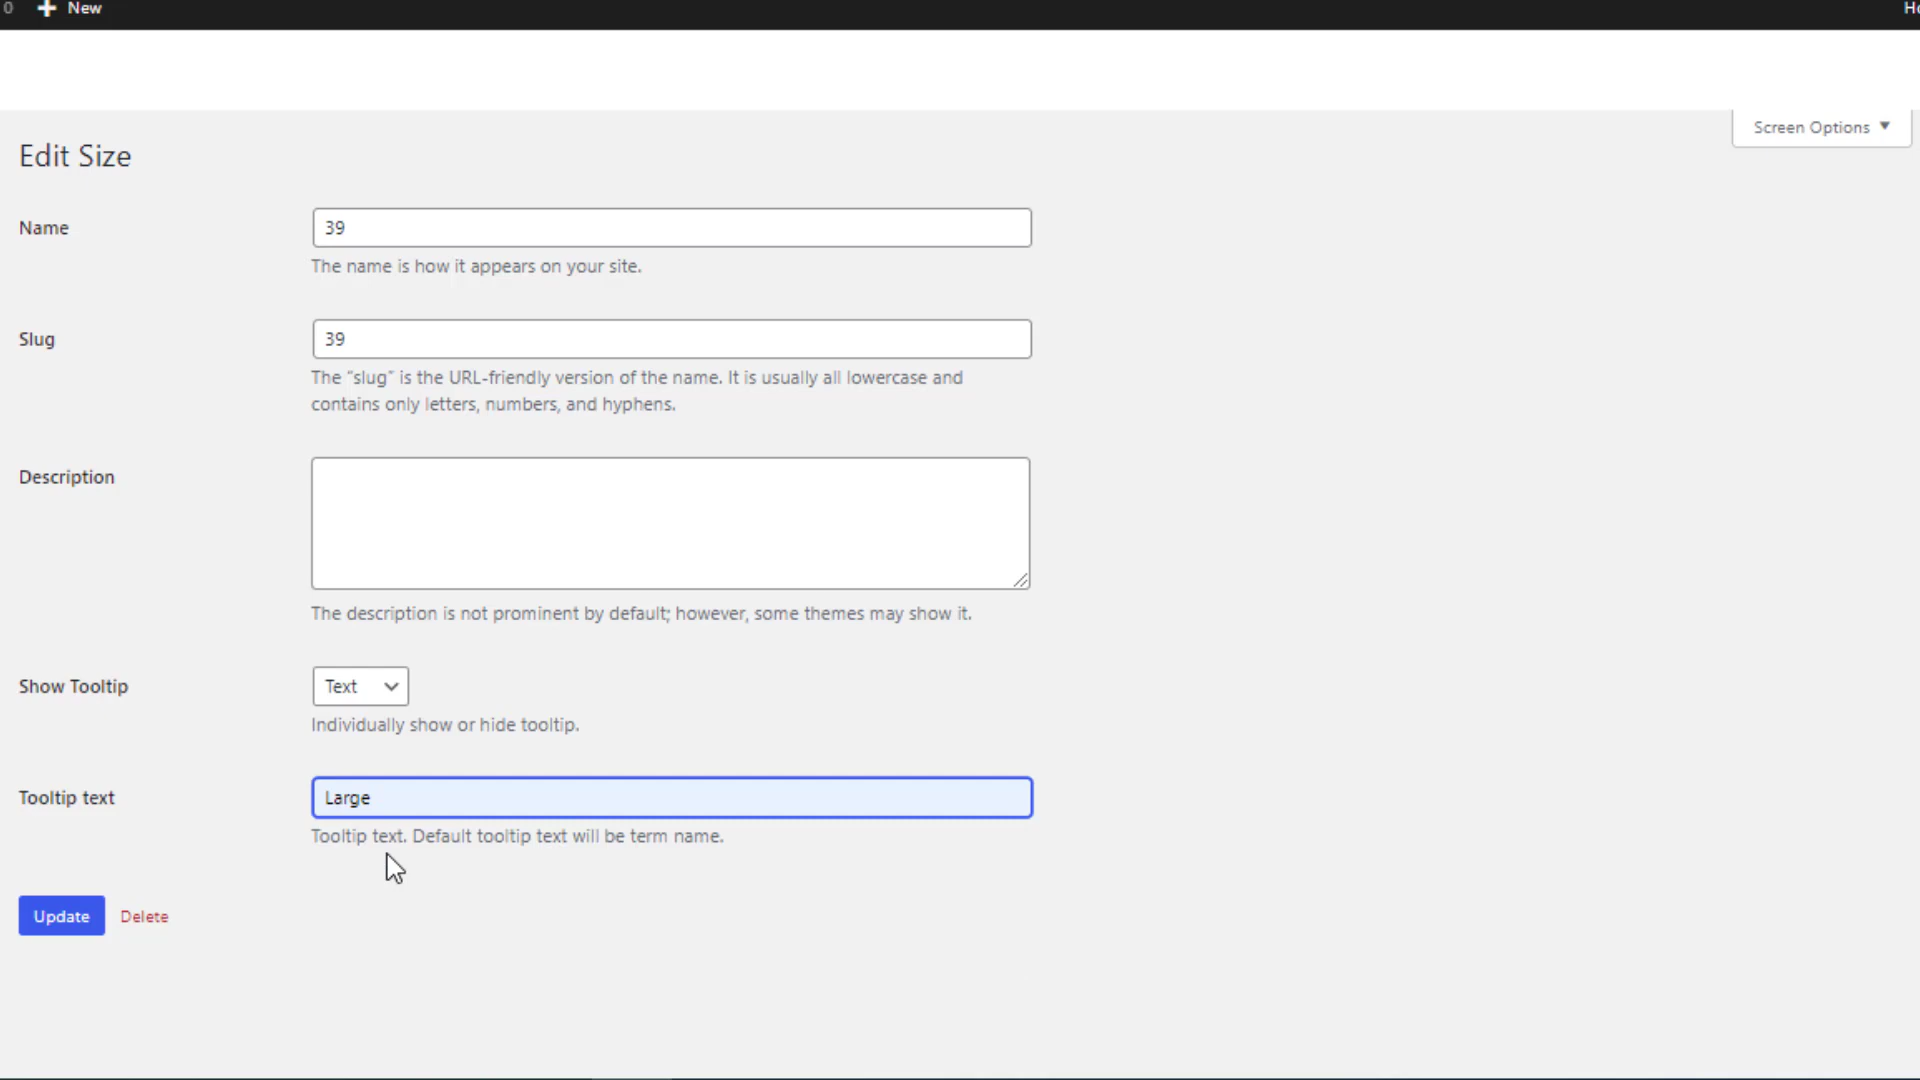 0 New
Screen Options
Edit Size
Name
39
The name is how it appears on your site.
Slug
39
The “slug” is the URL-friendly version of the name. It is usually all lowercase and
contains only letters, numbers, and hyphens.
Description
The description is not prominent by default; however, some themes may show it.
Show Tooltip
Text
Individually show or hide tooltip.
Tooltip text
Large
Tooltip text. Default tooltip text will be term name.
Update Delete